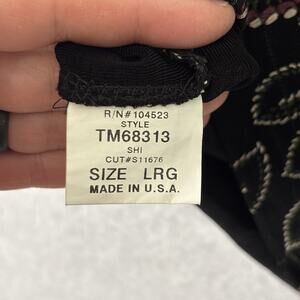 R/N#104523
STYLE
TM68313
SHI
CUT#S11676
SIZE LRG
MADE IN U.S.A.